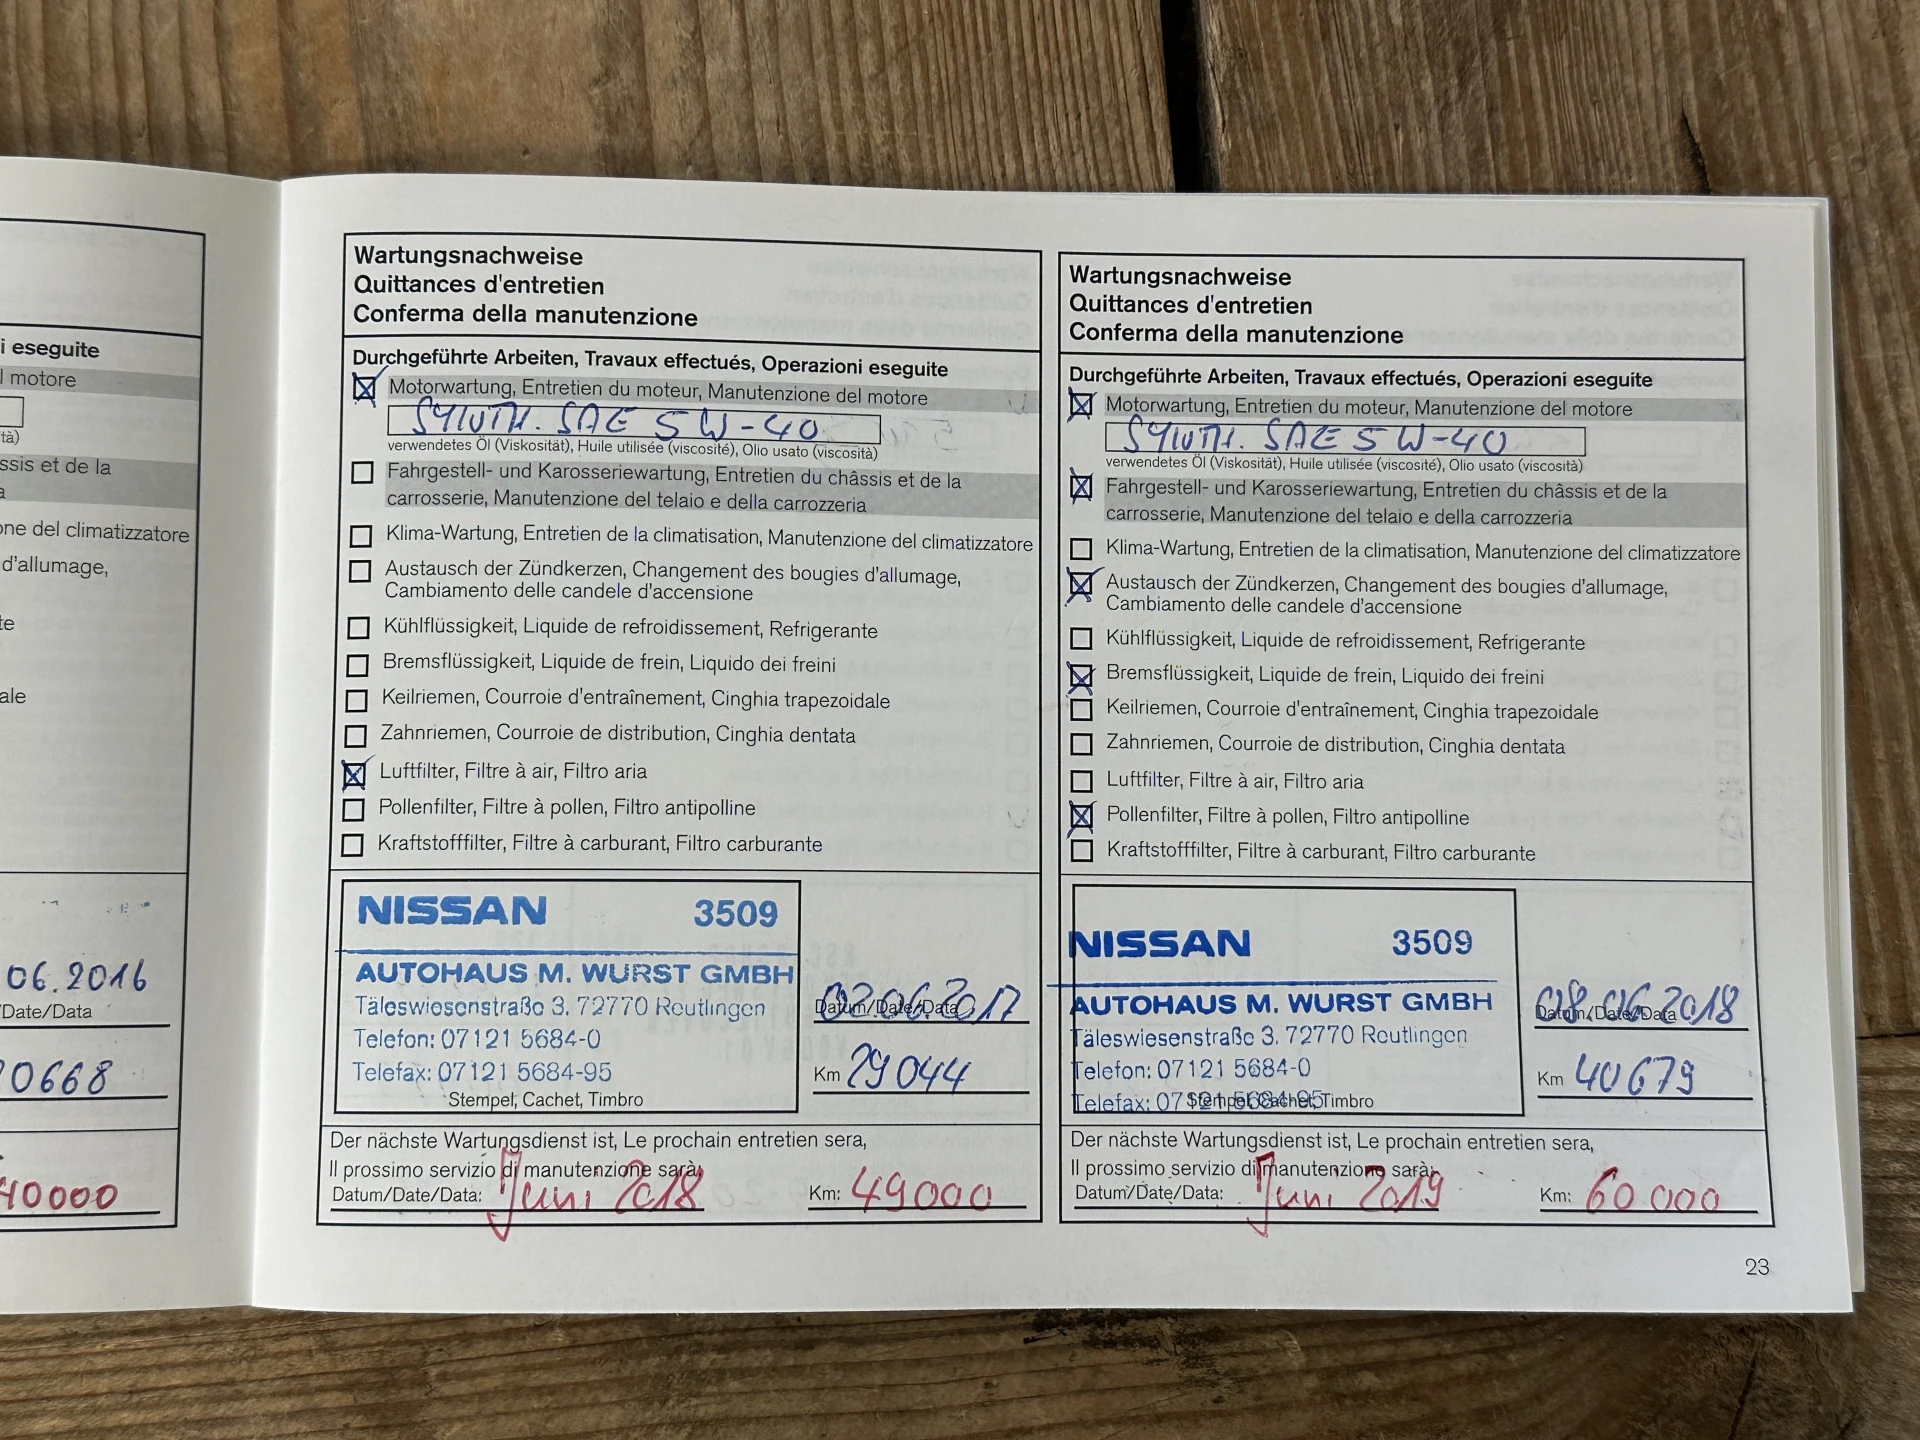 i eseguite
l motore
tà)
ssis et de la
a
one del climatizzatore
d'allumage,
te
ale
06.2016
/Date/Data
0668
40000
Wartungsnachweise
Quittances d'entretien
Conferma della manutenzione
Durchgeführte Arbeiten, Travaux effectués, Operazioni eseguite
Motorwartung, Entretien du moteur, Manutenzione del motore
SYNTH. SAE 5W-40
verwendetes Öl (Viskosität), Huile utilisée (viscosité), Olio usato (viscosità)
Fahrgestell- und Karosseriewartung, Entretien du châssis et de la
carrosserie, Manutenzione del telaio e della carrozzeria
Klima-Wartung, Entretien de la climatisation, Manutenzione del climatizzatore
Austausch der Zündkerzen, Changement des bougies d'allumage,
Cambiamento delle candele d'accensione
Kühlflüssigkeit, Liquide de refroidissement, Refrigerante
Bremsflüssigkeit, Liquide de frein, Liquido dei freini
Keilriemen, Courroie d'entraînement, Cinghia trapezoidale
Zahnriemen, Courroie de distribution, Cinghia dentata
Luftfilter, Filtre à air, Filtro aria
Pollenfilter, Filtre à pollen, Filtro antipolline
Kraftstofffilter, Filtre à carburant, Filtro carburante
NISSAN 3509
AUTOHAUS M. WURST GMBH
Täleswiesenstraße 3, 72770 Reutlingen
Telefon: 07121 5684-0
Telefax: 07121 5684-95
Stempel, Cachet, Timbro
02.06.2017
Datum/Date/Data
Km 29044
Der nächste Wartungsdienst ist, Le prochain entretien sera,
Il prossimo servizio di manutenzione sarà:
Datum/Date/Data: Juni 2018 Km: 49000
Wartungsnachweise
Quittances d'entretien
Conferma della manutenzione
Durchgeführte Arbeiten, Travaux effectués, Operazioni eseguite
Motorwartung, Entretien du moteur, Manutenzione del motore
SYNTH. SAE 5W-40
verwendetes Öl (Viskosität), Huile utilisée (viscosité), Olio usato (viscosità)
Fahrgestell- und Karosseriewartung, Entretien du châssis et de la
carrosserie, Manutenzione del telaio e della carrozzeria
Klima-Wartung, Entretien de la climatisation, Manutenzione del climatizzatore
Austausch der Zündkerzen, Changement des bougies d'allumage,
Cambiamento delle candele d'accensione
Kühlflüssigkeit, Liquide de refroidissement, Refrigerante
Bremsflüssigkeit, Liquide de frein, Liquido dei freini
Keilriemen, Courroie d'entraînement, Cinghia trapezoidale
Zahnriemen, Courroie de distribution, Cinghia dentata
Luftfilter, Filtre à air, Filtro aria
Pollenfilter, Filtre à pollen, Filtro antipolline
Kraftstofffilter, Filtre à carburant, Filtro carburante
NISSAN 3509
AUTOHAUS M. WURST GMBH
Täleswiesenstraße 3, 72770 Reutlingen
Telefon: 07121 5684-0
Telefax: 07121 5684-95
Stempel, Cachet, Timbro
08.06.2018
Datum/Date/Data
Km 40679
Der nächste Wartungsdienst ist, Le prochain entretien sera,
Il prossimo servizio di manutenzione sarà:
Datum/Date/Data: Juni 2019 Km: 60000
23